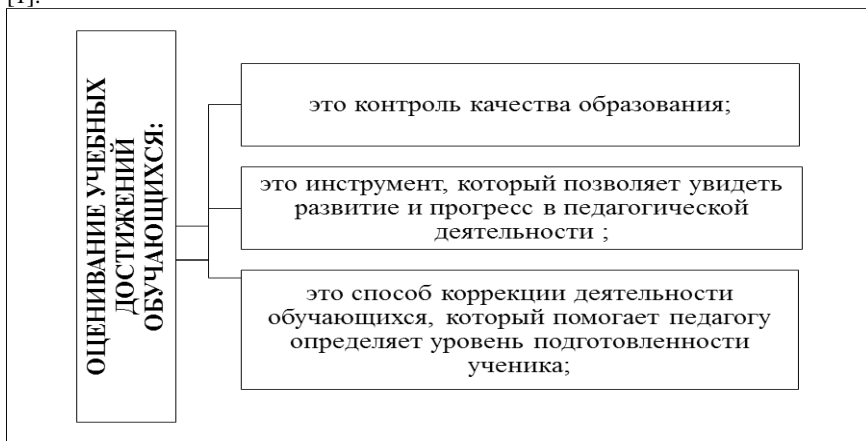 [1].
ОЦЕНИВАНИЕ УЧЕБНЫХ
ДОСТИЖЕНИЙ
ОБУЧАЮЩИХСЯ:
это контроль качества образования;
это инструмент, который позволяет увидеть
развитие и прогресс в педагогической
деятельности ;
это способ коррекции деятельности
обучающихся, который помогает педагогу
определяет уровень подготовленности
ученика;